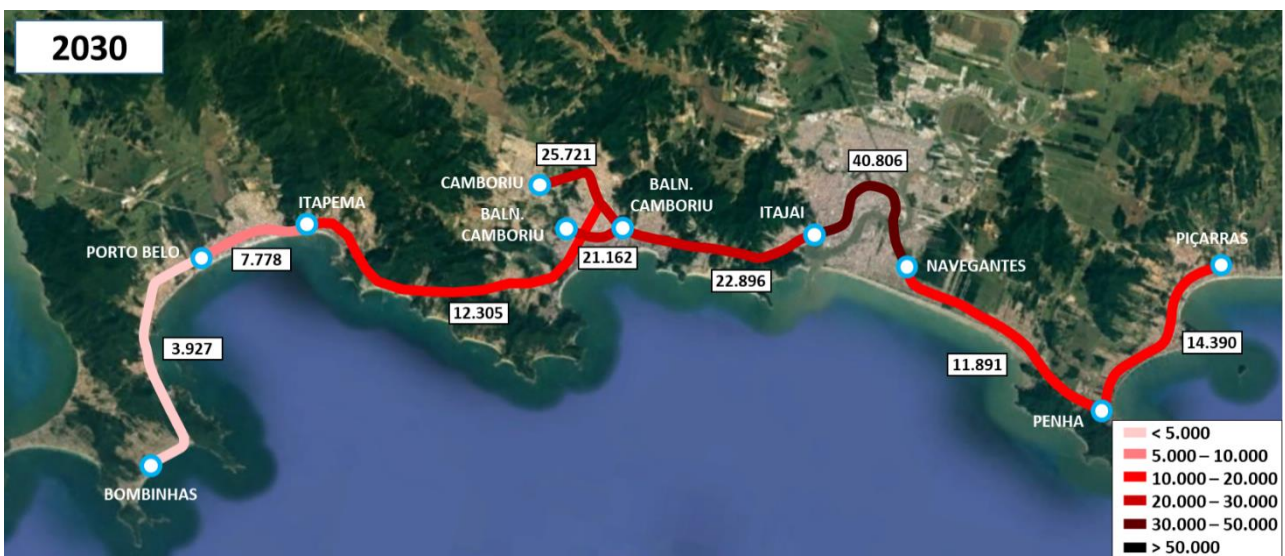 2030
25.721
40.806
CAMBORIU
BALN.
CAMBORIU
ITAPEMA
BALN.
CAMBORIU
ITAJAI
PIÇARRAS
PORTO BELO
7.778
21.162
22.896
NAVEGANTES
12.305
3.927
11.891
14.390
PENHA
BOMBINHAS
< 5.000
5.000 – 10.000
10.000 – 20.000
20.000 – 30.000
30.000 – 50.000
> 50.000